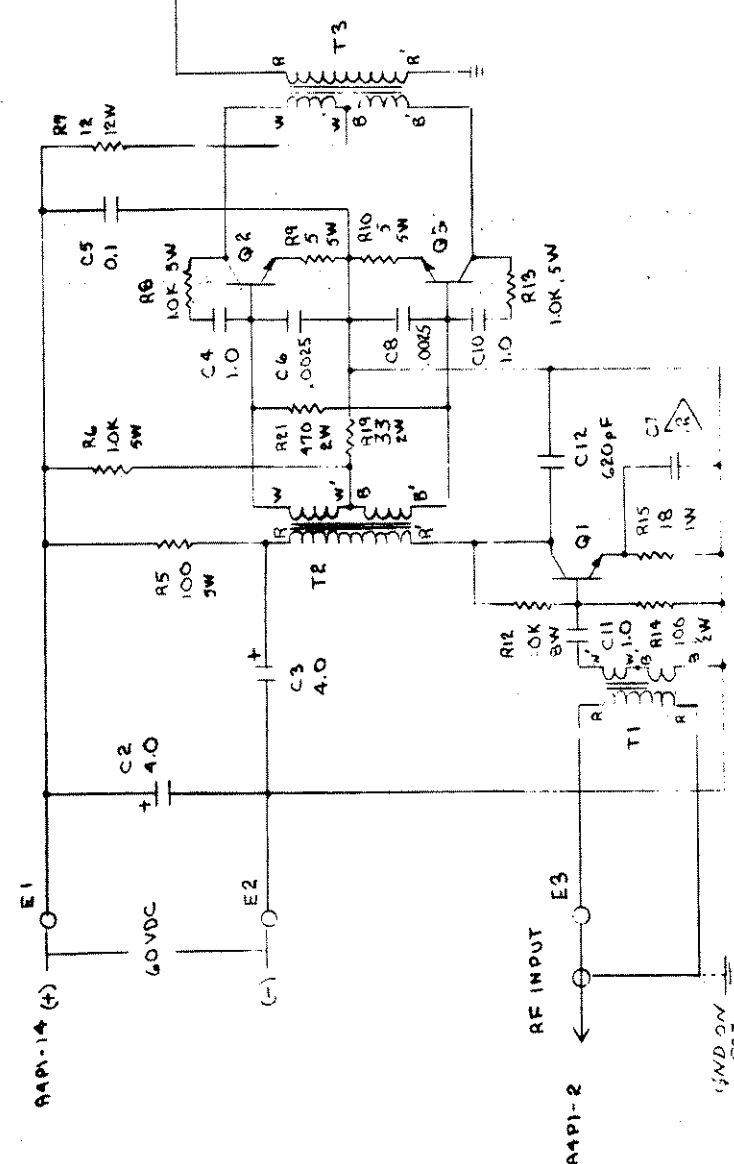 A4P1-14 (+)
E1
60VDC
(-)
E2
C2
4.0
+
C3
4.0
+
R5
100
5W
R6
1.0K
5W
T2
R
R'
W
W'
B
B'
R21
470
2W
R19
33
2W
C4
1.0
C6
.0025
C8
.0025
C10
1.0
R8
1.0K 5W
R13
1.0K, 5W
Q2
Q3
R9
5
5W
R10
5
5W
C5
0.1
12
12W
T3
R
R'
W
W'
B
B'
A4P1-2
RF INPUT
E3
GND ON
T1
R
R
W'
W'
B
B
C11
1.0
R12
8W
R14
100
½W
Q1
R15
18
1W
C12
620pF
C7